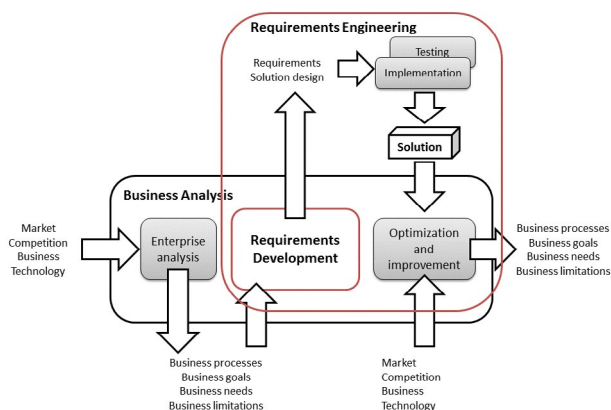 Requirements Engineering
Testing
Implementation
Requirements
Solution design
Solution
Business Analysis
Market
Competition
Business
Technology
Enterprise
analysis
Requirements
Development
Optimization
and
improvement
Business processes
Business goals
Business needs
Business limitations
Business processes
Business goals
Business needs
Business limitations
Market
Competition
Business
Technology